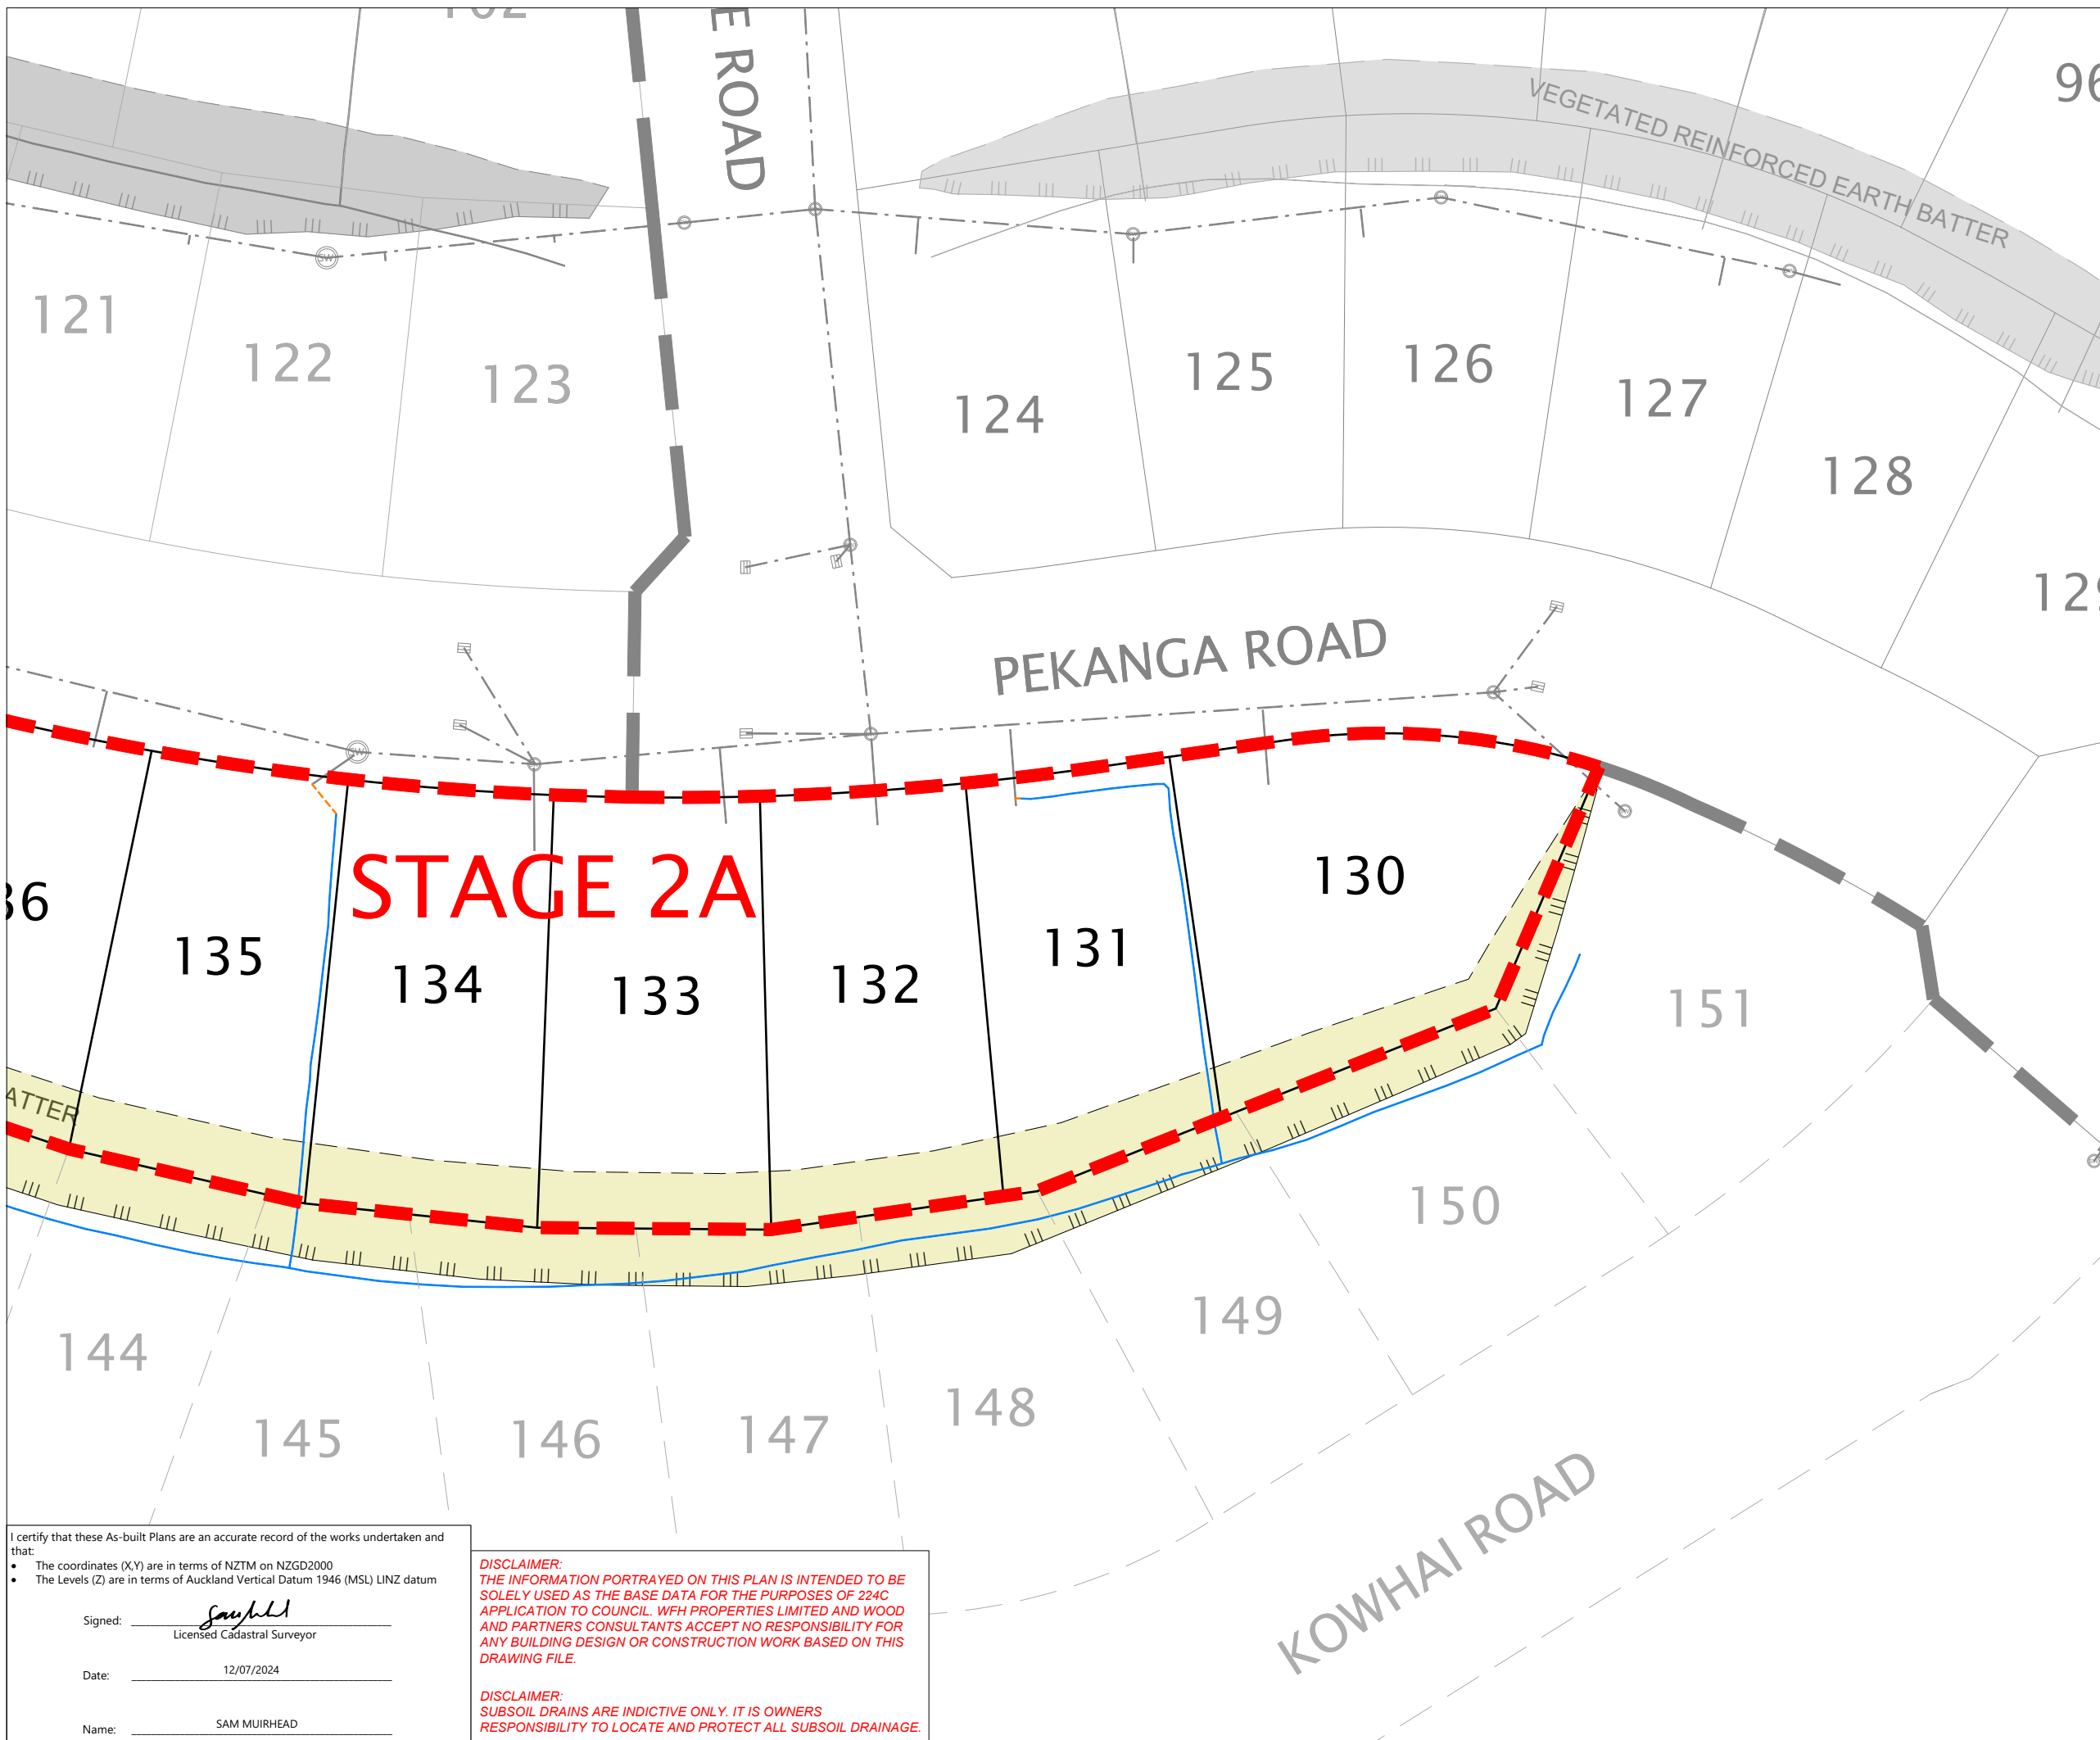 E ROAD
VEGETATED REINFORCED EARTH BATTER
121
122
123
124
125
126
127
128
PEKANGA ROAD
STAGE 2A
130
131
132
133
134
135
36
ATTER
151
150
149
148
147
146
145
144
KOWHAI ROAD
SW
SW
I certify that these As-built Plans are an accurate record of the works undertaken and
that:
• The coordinates (X,Y) are in terms of NZTM on NZGD2000
• The Levels (Z) are in terms of Auckland Vertical Datum 1946 (MSL) LINZ datum
Signed:
Licensed Cadastral Surveyor
Date: 12/07/2024
Name: SAM MUIRHEAD
DISCLAIMER:
THE INFORMATION PORTRAYED ON THIS PLAN IS INTENDED TO BE
SOLELY USED AS THE BASE DATA FOR THE PURPOSES OF 224C
APPLICATION TO COUNCIL. WFH PROPERTIES LIMITED AND WOOD
AND PARTNERS CONSULTANTS ACCEPT NO RESPONSIBILITY FOR
ANY BUILDING DESIGN OR CONSTRUCTION WORK BASED ON THIS
DRAWING FILE.
DISCLAIMER:
SUBSOIL DRAINS ARE INDICTIVE ONLY. IT IS OWNERS
RESPONSIBILITY TO LOCATE AND PROTECT ALL SUBSOIL DRAINAGE.